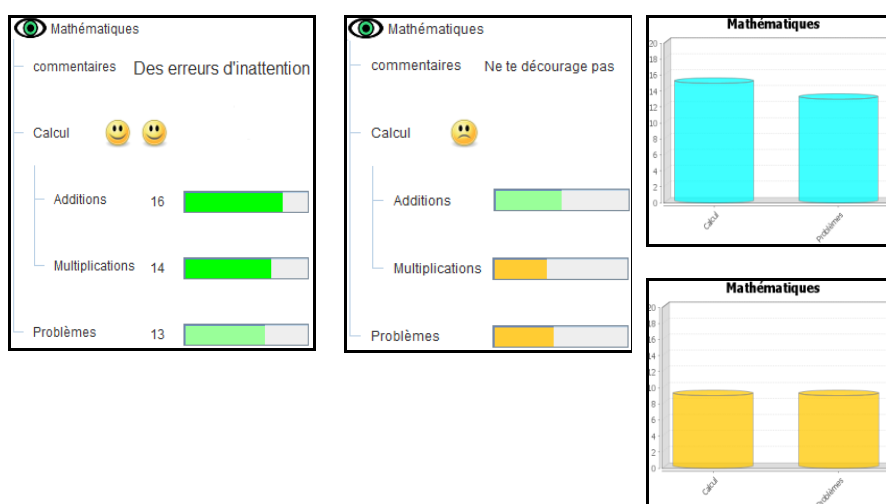 Mathématiques
commentaires Des erreurs d'inattention
Calcul
Additions 16
Multiplications 14
Problèmes 13
Mathématiques
commentaires Ne te décourage pas
Calcul
Additions
Multiplications
Problèmes
Mathématiques
20
18
16
14
12
10
8
6
4
2
0
Calcul
Problèmes
Mathématiques
20
18
16
14
12
10
8
6
4
2
0
Calcul
Problèmes